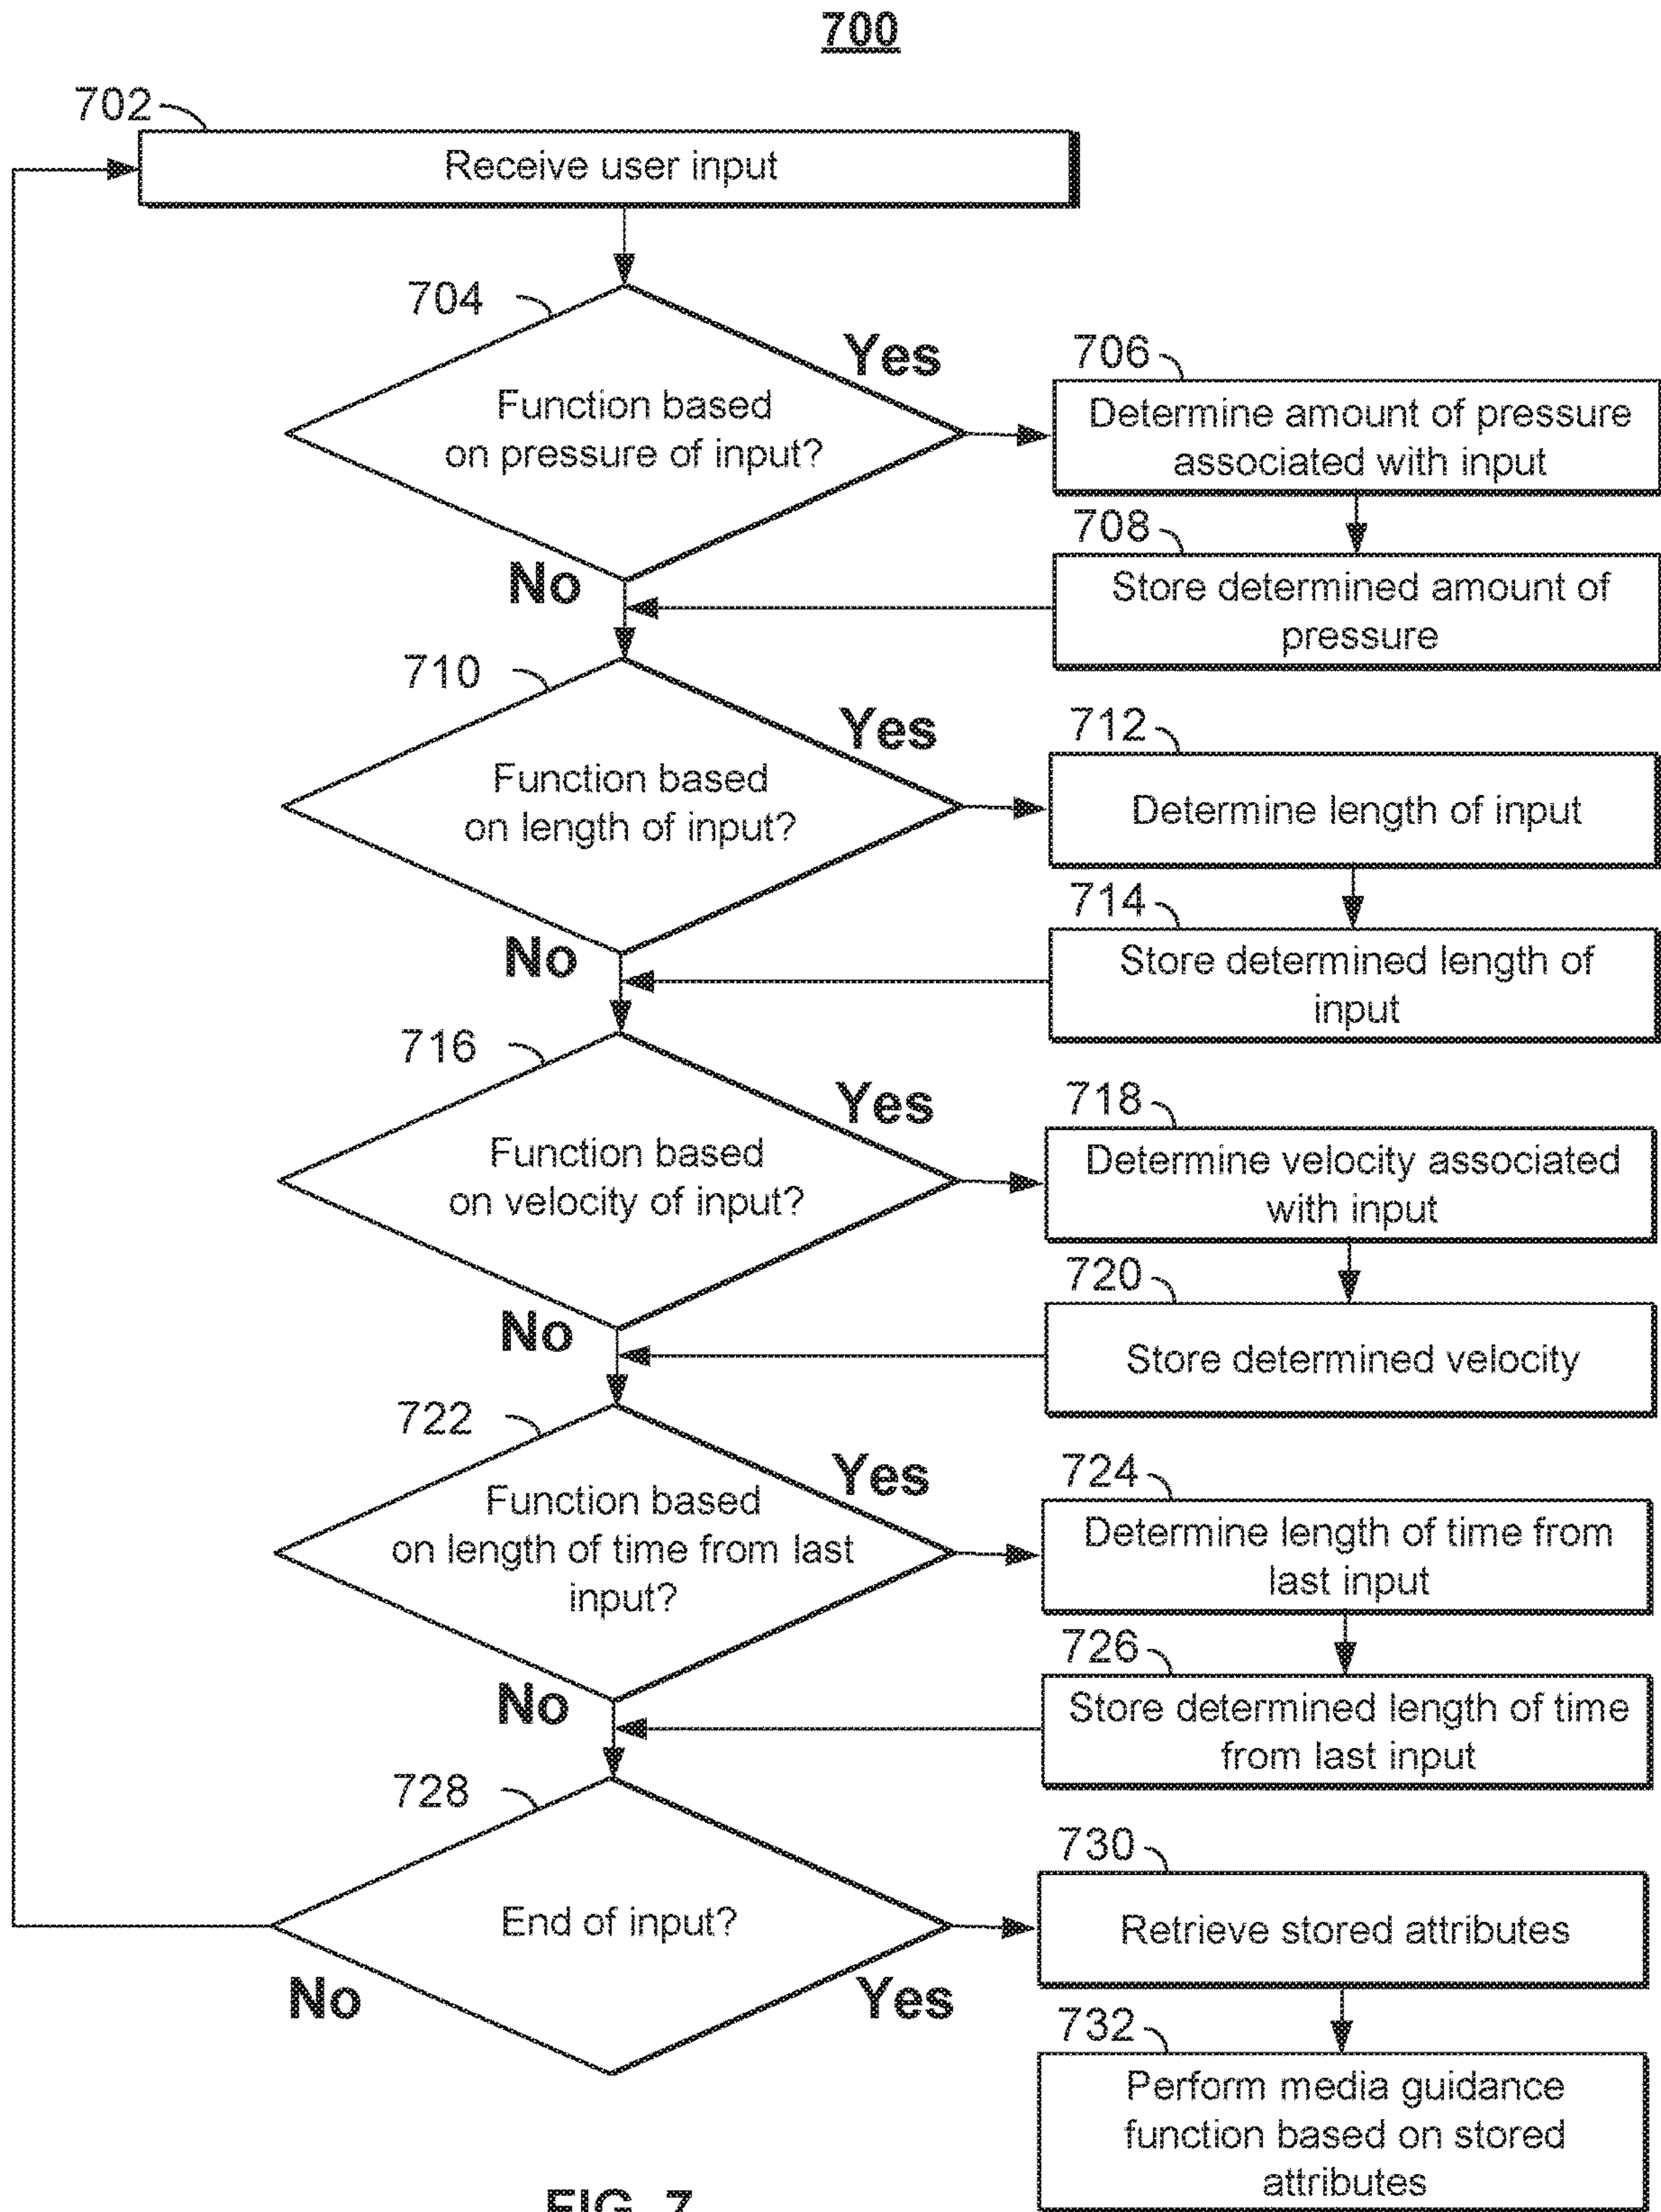 700
702
Receive user input
704
Yes
Function based
on pressure of input?
706
Determine amount of pressure
associated with input
708
Store determined amount of
pressure
No
710
Yes
Function based
on length of input?
712
Determine length of input
714
Store determined length of
input
No
716
Yes
Function based
on velocity of input?
718
Determine velocity associated
with input
720
Store determined velocity
No
722
Yes
Function based
on length of time from last
input?
724
Determine length of time from
last input
726
Store determined length of time
from last input
No
728
End of input?
No
Yes
730
Retrieve stored attributes
732
Perform media guidance
function based on stored
attributes
FIG. 7